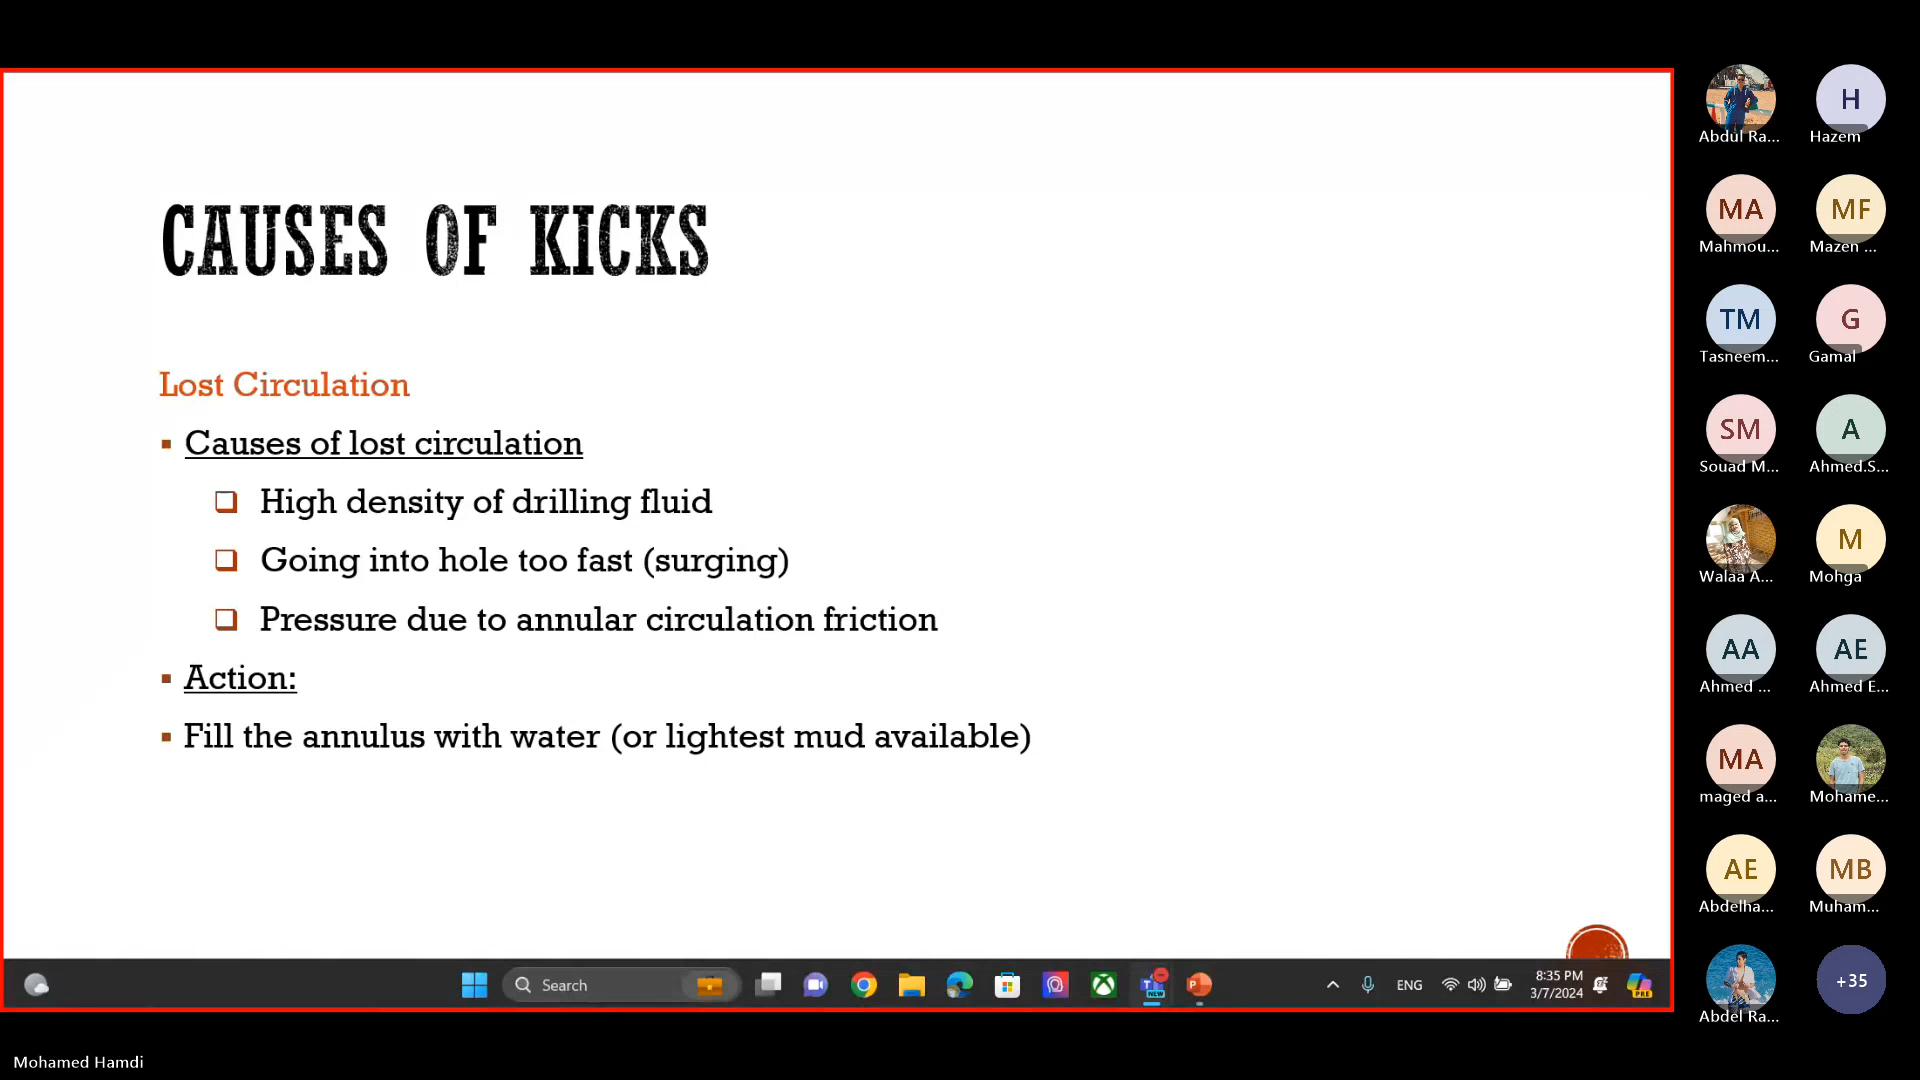 CAUSES OF KICKS
Lost Circulation
Causes of lost circulation
High density of drilling fluid
Going into hole too fast (surging)
Pressure due to annular circulation friction
Action:
Fill the annulus with water (or lightest mud available)
Search
ENG
8:35 PM
3/7/2024
Mohamed Hamdi
Abdul Ra...
H
Hazem
MA
Mahmou...
MF
Mazen ...
TM
Tasneem...
G
Gamal
SM
Souad M...
A
Ahmed.S...
Walaa A...
M
Mohga
AA
Ahmed ...
AE
Ahmed E...
MA
maged a...
Mohame...
AE
Abdelha...
MB
Muham...
Abdel Ra...
+35